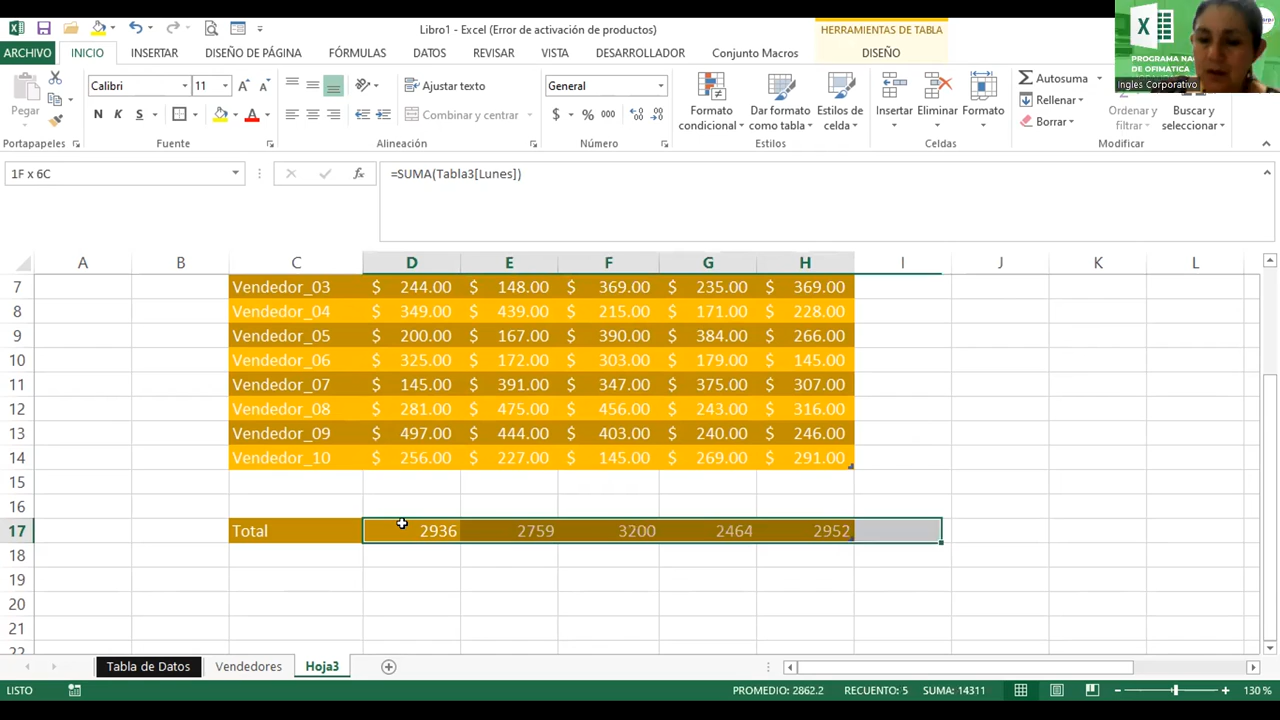 Libro1 - Excel (Error de activación de productos)
HERRAMIENTAS DE TABLA
ARCHIVO INICIO INSERTAR DISEÑO DE PÁGINA FÓRMULAS DATOS REVISAR VISTA DESARROLLADOR Conjunto Macros DISEÑO
PROGRAMA NA
DE OFIMÁTICA
Ingles Corporativo
Pegar
Calibri 11
N K S
Ajustar texto
Combinar y centrar
General
$ % 000
Formato condicional
Dar formato como tabla
Estilos de celda
Insertar Eliminar Formato
Autosuma
Rellenar
Borrar
Ordenar y filtrar
Buscar y seleccionar
Portapapeles Fuente Alineación Número Estilos Celdas Modificar
1F x 6C fx =SUMA(Tabla3[Lunes])
A B C D E F G H I J K L
7 Vendedor_03 $ 244.00 $ 148.00 $ 369.00 $ 235.00 $ 369.00
8 Vendedor_04 $ 349.00 $ 439.00 $ 215.00 $ 171.00 $ 228.00
9 Vendedor_05 $ 200.00 $ 167.00 $ 390.00 $ 384.00 $ 266.00
10 Vendedor_06 $ 325.00 $ 172.00 $ 303.00 $ 179.00 $ 145.00
11 Vendedor_07 $ 145.00 $ 391.00 $ 347.00 $ 375.00 $ 307.00
12 Vendedor_08 $ 281.00 $ 475.00 $ 456.00 $ 243.00 $ 316.00
13 Vendedor_09 $ 497.00 $ 444.00 $ 403.00 $ 240.00 $ 246.00
14 Vendedor_10 $ 256.00 $ 227.00 $ 145.00 $ 269.00 $ 291.00
15
16
17 Total 2936 2759 3200 2464 2952
18
19
20
21
22
Tabla de Datos Vendedores Hoja3
LISTO PROMEDIO: 2862.2 RECUENTO: 5 SUMA: 14311 130 %